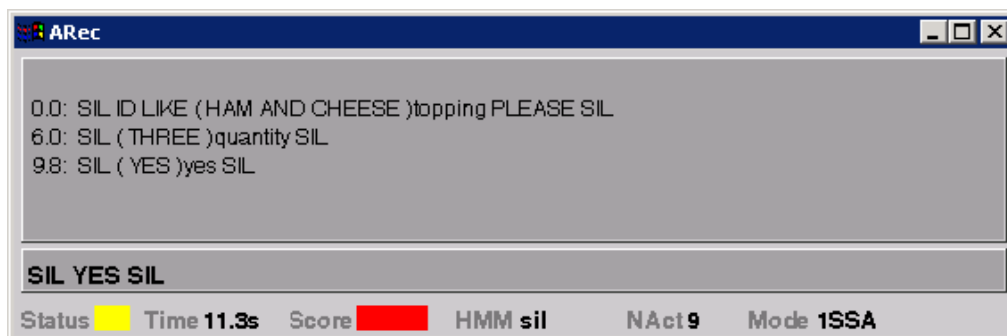 ARec
0.0: SIL ID LIKE ( HAM AND CHEESE )topping PLEASE SIL
6.0: SIL ( THREE )quantity SIL
9.8: SIL ( YES )yes SIL
SIL YES SIL
Status Time 11.3s Score HMM sil NAct 9 Mode 1SSA